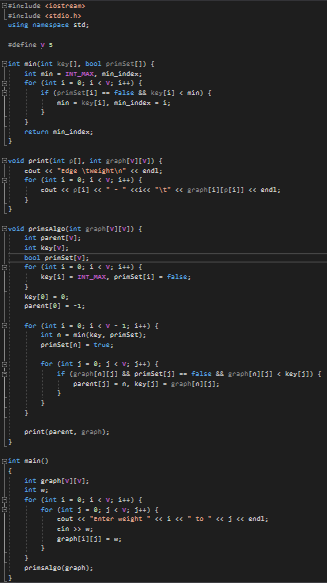 #include <iostream>
#include <stdio.h>
using namespace std;
#define V 5
int min(int key[], bool primSet[]) {
int min = INT_MAX, min_index;
for (int i = 0; i < V; i++) {
if (primSet[i] == false && key[i] < min) {
min = key[i], min_index = i;
}
}
return min_index;
}
void print(int p[], int graph[V][V]) {
cout << "Edge \tWeight\n" << endl;
for (int i = 0; i < V; i++) {
cout << p[i] << " - " <<i<< "\t" << graph[i][p[i]] << endl;
}
}
void primsAlgo(int graph[V][V]) {
int parent[V];
int key[V];
bool primSet[V];
for (int i = 0; i < V; i++) {
key[i] = INT_MAX, primSet[i] = false;
}
key[0] = 0;
parent[0] = -1;
for (int i = 0; i < V - 1; i++) {
int n = min(key, primSet);
primSet[n] = true;
for (int j = 0; j < V; j++) {
if (graph[n][j] && primSet[j] == false && graph[n][j] < key[j]) {
parent[j] = n, key[j] = graph[n][j];
}
}
}
print(parent, graph);
}
int main()
{
int graph[V][V];
int w;
for (int i = 0; i < V; i++) {
for (int j = 0; j < V; j++) {
cout << "Enter weight " << i << " to " << j << endl;
cin >> w;
graph[i][j] = w;
}
}
primsAlgo(graph);
}